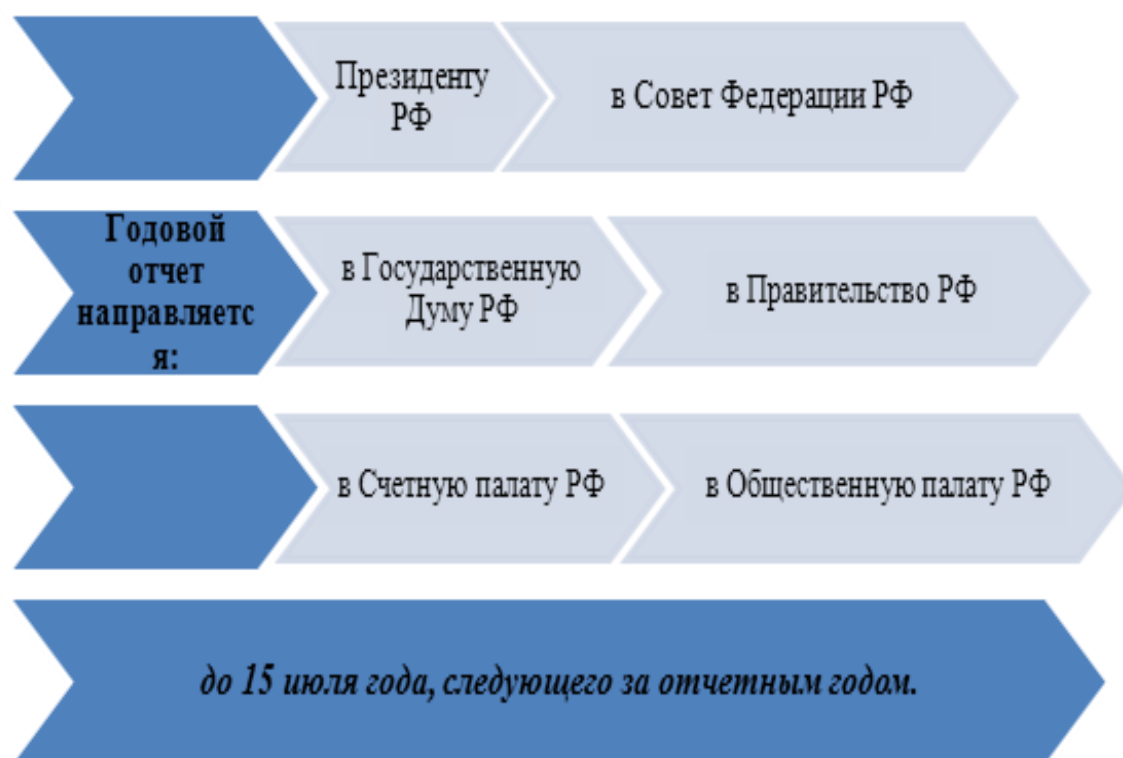 Президенту
РФ
в Совет Федерации РФ
Годовой
отчет
направляетс
я:
в Государственную
Думу РФ
в Правительство РФ
в Счетную палату РФ
в Общественную палату РФ
до 15 июля года, следующего за отчетным годом.